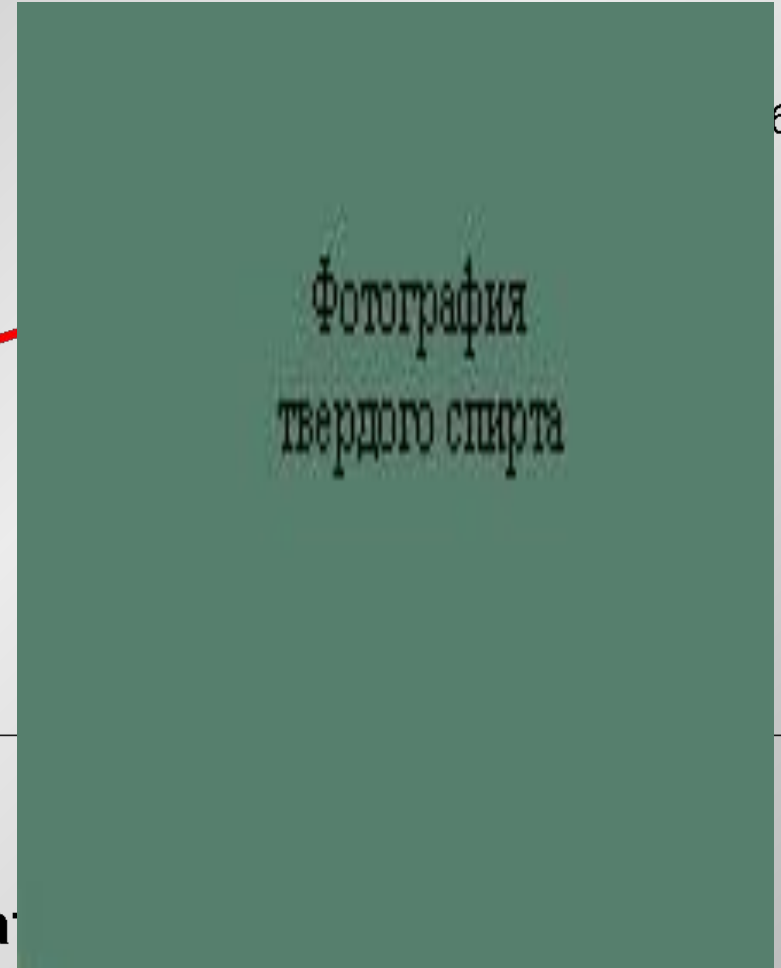 Фотография
твердого спирта